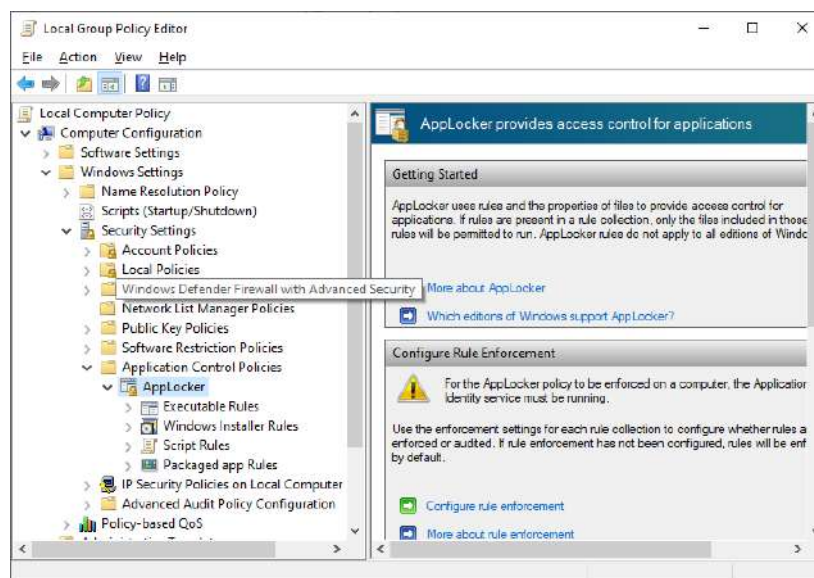 Local Group Policy Editor
File Action View Help
Local Computer Policy
Computer Configuration
Software Settings
Windows Settings
Name Resolution Policy
Scripts (Startup/Shutdown)
Security Settings
Account Policies
Local Policies
Windows Defender Firewall with Advanced Security
Network List Manager Policies
Public Key Policies
Software Restriction Policies
Application Control Policies
AppLocker
Executable Rules
Windows Installer Rules
Script Rules
Packaged app Rules
IP Security Policies on Local Computer
Advanced Audit Policy Configuration
Policy-based QoS
AppLocker provides access control for applications
Getting Started
AppLocker uses rules and the properties of files to provide access control for
applications. If rules are present in a rule collection, only the files included in those
rules will be permitted to run. AppLocker rules do not apply to all editions of Windo
More about AppLocker
Which editions of Windows support AppLocker?
Configure Rule Enforcement
For the AppLocker policy to be enforced on a computer, the Application
Identity service must be running.
Use the enforcement settings for each rule collection to configure whether rules a
enforced or audited. If rule enforcement has not been configured, rules will be enf
by default.
Configure rule enforcement
More about rule enforcement